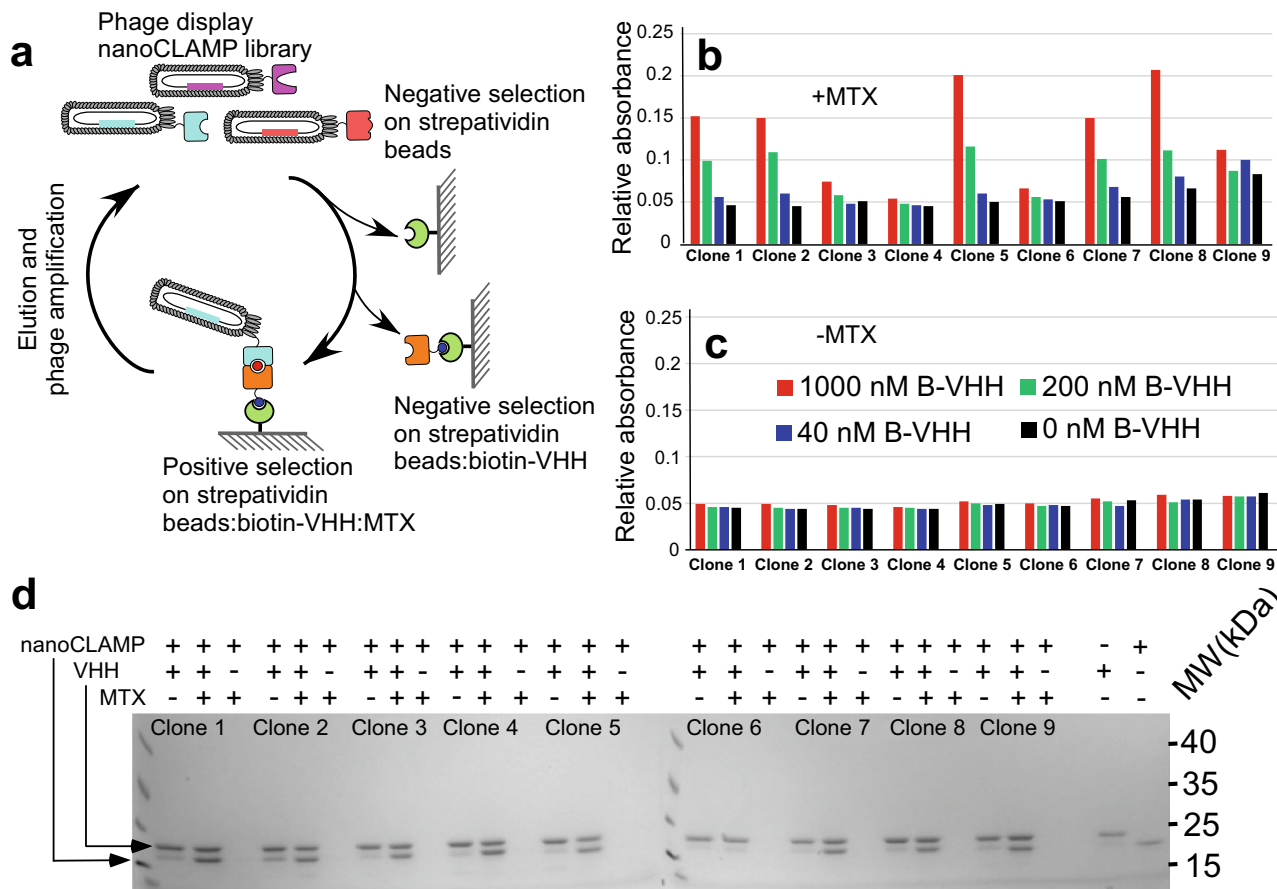 a
Phage display
nanoCLAMP library
Negative selection
on strepatividin
beads
Elution and
phage amplification
Negative selection
on strepatividin
beads:biotin-VHH
Positive selection
on strepatividin
beads:biotin-VHH:MTX
b
+MTX
Relative absorbance
0.25
0.2
0.15
0.1
0.05
0
Clone 1 Clone 2 Clone 3 Clone 4 Clone 5 Clone 6 Clone 7 Clone 8 Clone 9
c
-MTX
Relative absorbance
0.25
0.2
0.15
0.1
0.05
0
1000 nM B-VHH 200 nM B-VHH
40 nM B-VHH 0 nM B-VHH
Clone 1 Clone 2 Clone 3 Clone 4 Clone 5 Clone 6 Clone 7 Clone 8 Clone 9
d
nanoCLAMP + + + + + + + + + + + + + + + + + + + + + + + + + + + - +
VHH + + - + + - + + - + + - + + - + + - + + - + + - + + - + -
MTX - + + - + + - + + - + + - + + - + + - + + - + + - + + - -
MW(kDa)
Clone 1 Clone 2 Clone 3 Clone 4 Clone 5 Clone 6 Clone 7 Clone 8 Clone 9
40
35
25
15